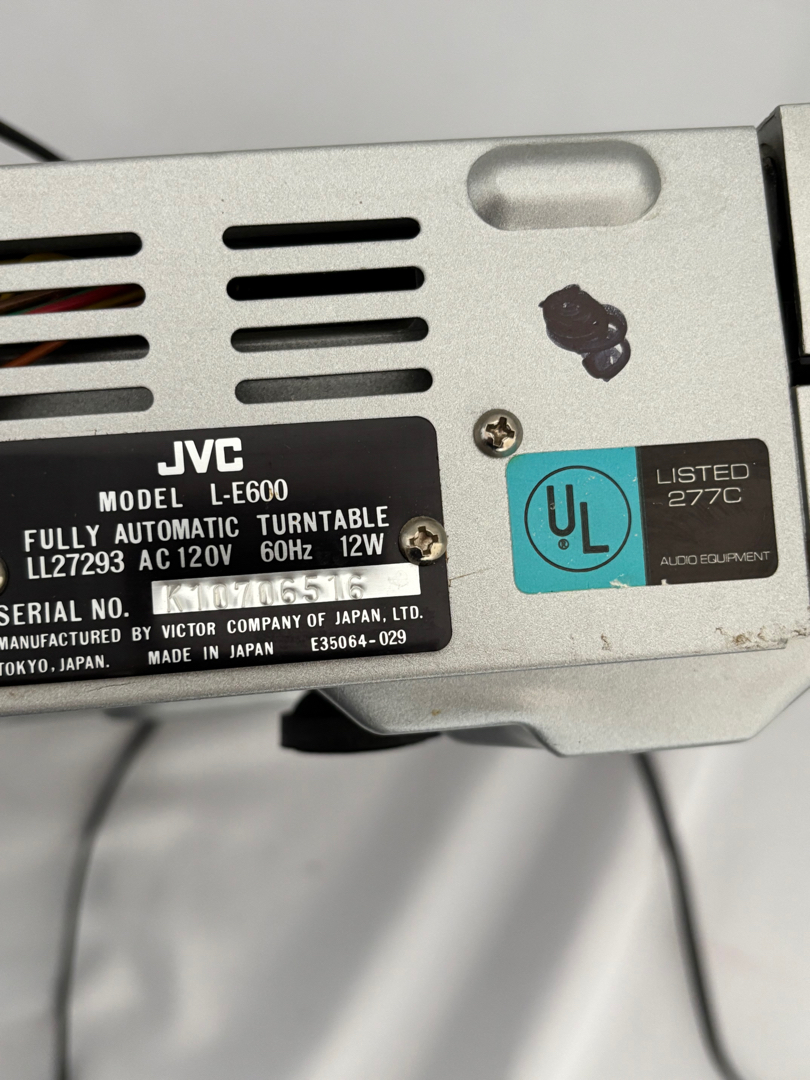 JVC
MODEL L-E600
FULLY AUTOMATIC TURNTABLE
LL27293 AC 120V 60Hz 12W
SERIAL NO. K10706516
MANUFACTURED BY VICTOR COMPANY OF JAPAN, LTD.
TOKYO, JAPAN. MADE IN JAPAN E35064-029
UL ®
LISTED
277C
AUDIO EQUIPMENT